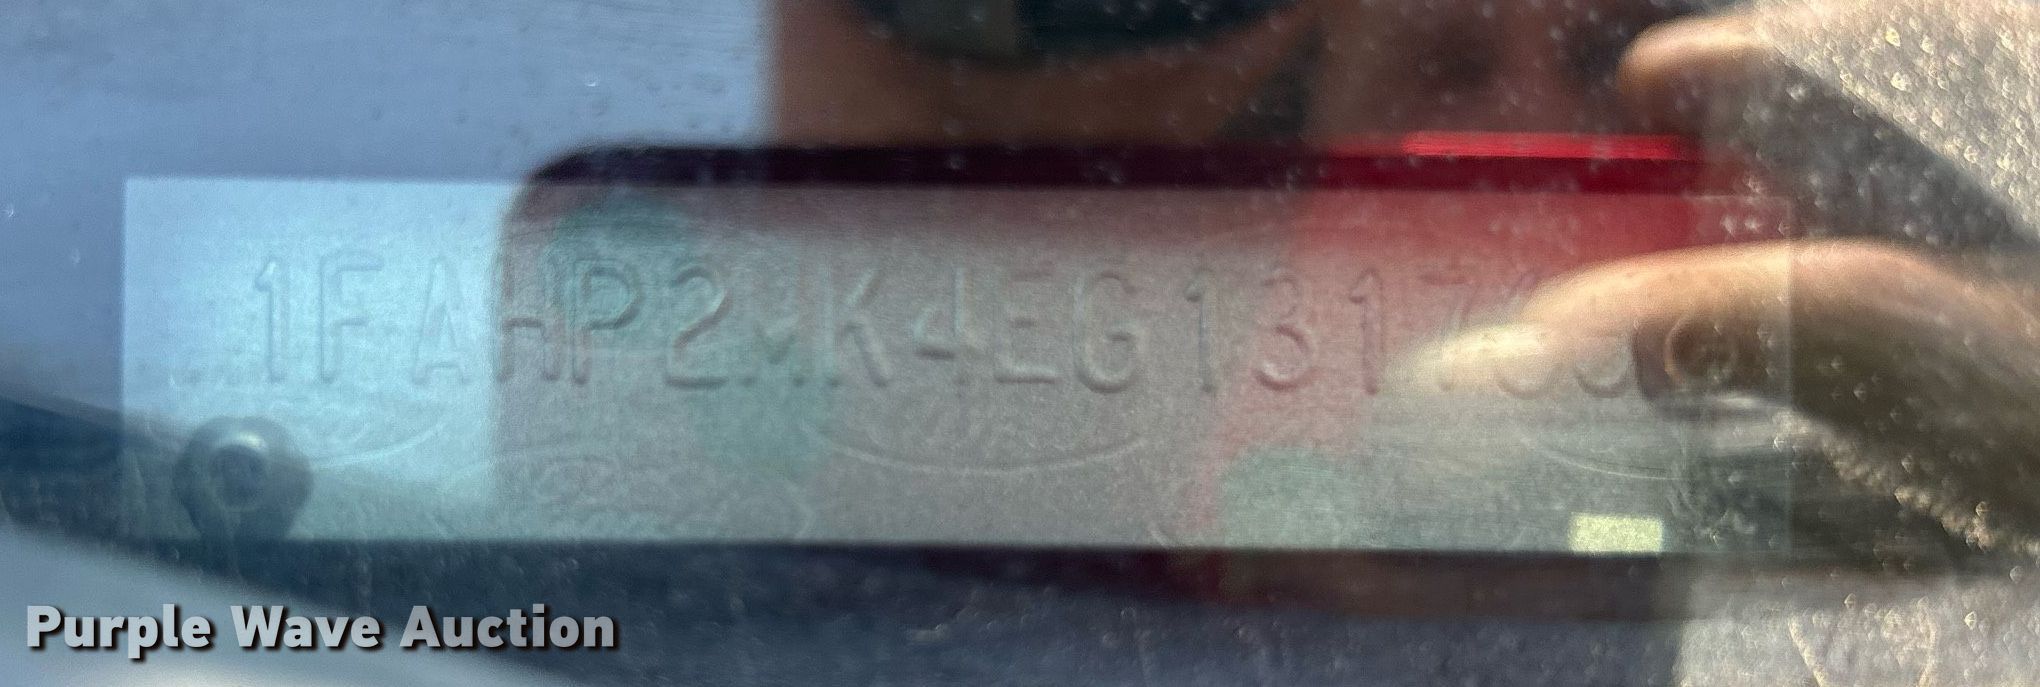 1FAHP2MK4EG1317
Purple Wave Auction